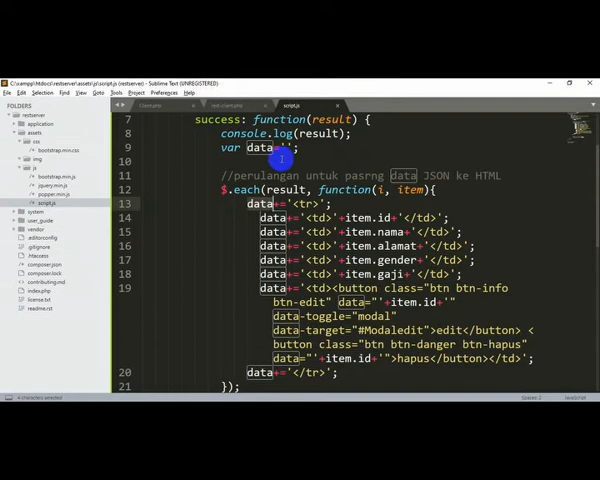 C:\xampp\htdocs\restserver\assets\js\script.js (restserver) - Sublime Text (UNREGISTERED)
File Edit Selection Find View Goto Tools Project Preferences Help
FOLDERS
restserver
application
assets
css
bootstrap.min.css
img
js
bootstrap.min.js
jquery.min.js
popper.min.js
script.js
system
user_guide
vendor
.editorconfig
.gitignore
.htaccess
composer.json
composer.lock
contributing.md
index.php
license.txt
readme.rst
script.js
7 success: function(result) {
8 console.log(result);
9 var data='';
10
11 //perulangan untuk pasrng data JSON ke HTML
12 $.each(result, function(i, item){
13 data+='<tr>';
14 data+='<td>'+item.id+'</td>';
15 data+='<td>'+item.nama+'</td>';
16 data+='<td>'+item.alamat+'</td>';
17 data+='<td>'+item.gender+'</td>';
18 data+='<td>'+item.gaji+'</td>';
19 data+='<td><button class="btn btn-info
btn-edit" data="'+item.id+'"
data-toggle="modal"
data-target="#Modaledit">edit</button> <
button class="btn btn-danger btn-hapus"
data="'+item.id+'">hapus</button></td>';
20 data+='</tr>';
21 });
4 characters selected
Spaces: 2
JavaScript